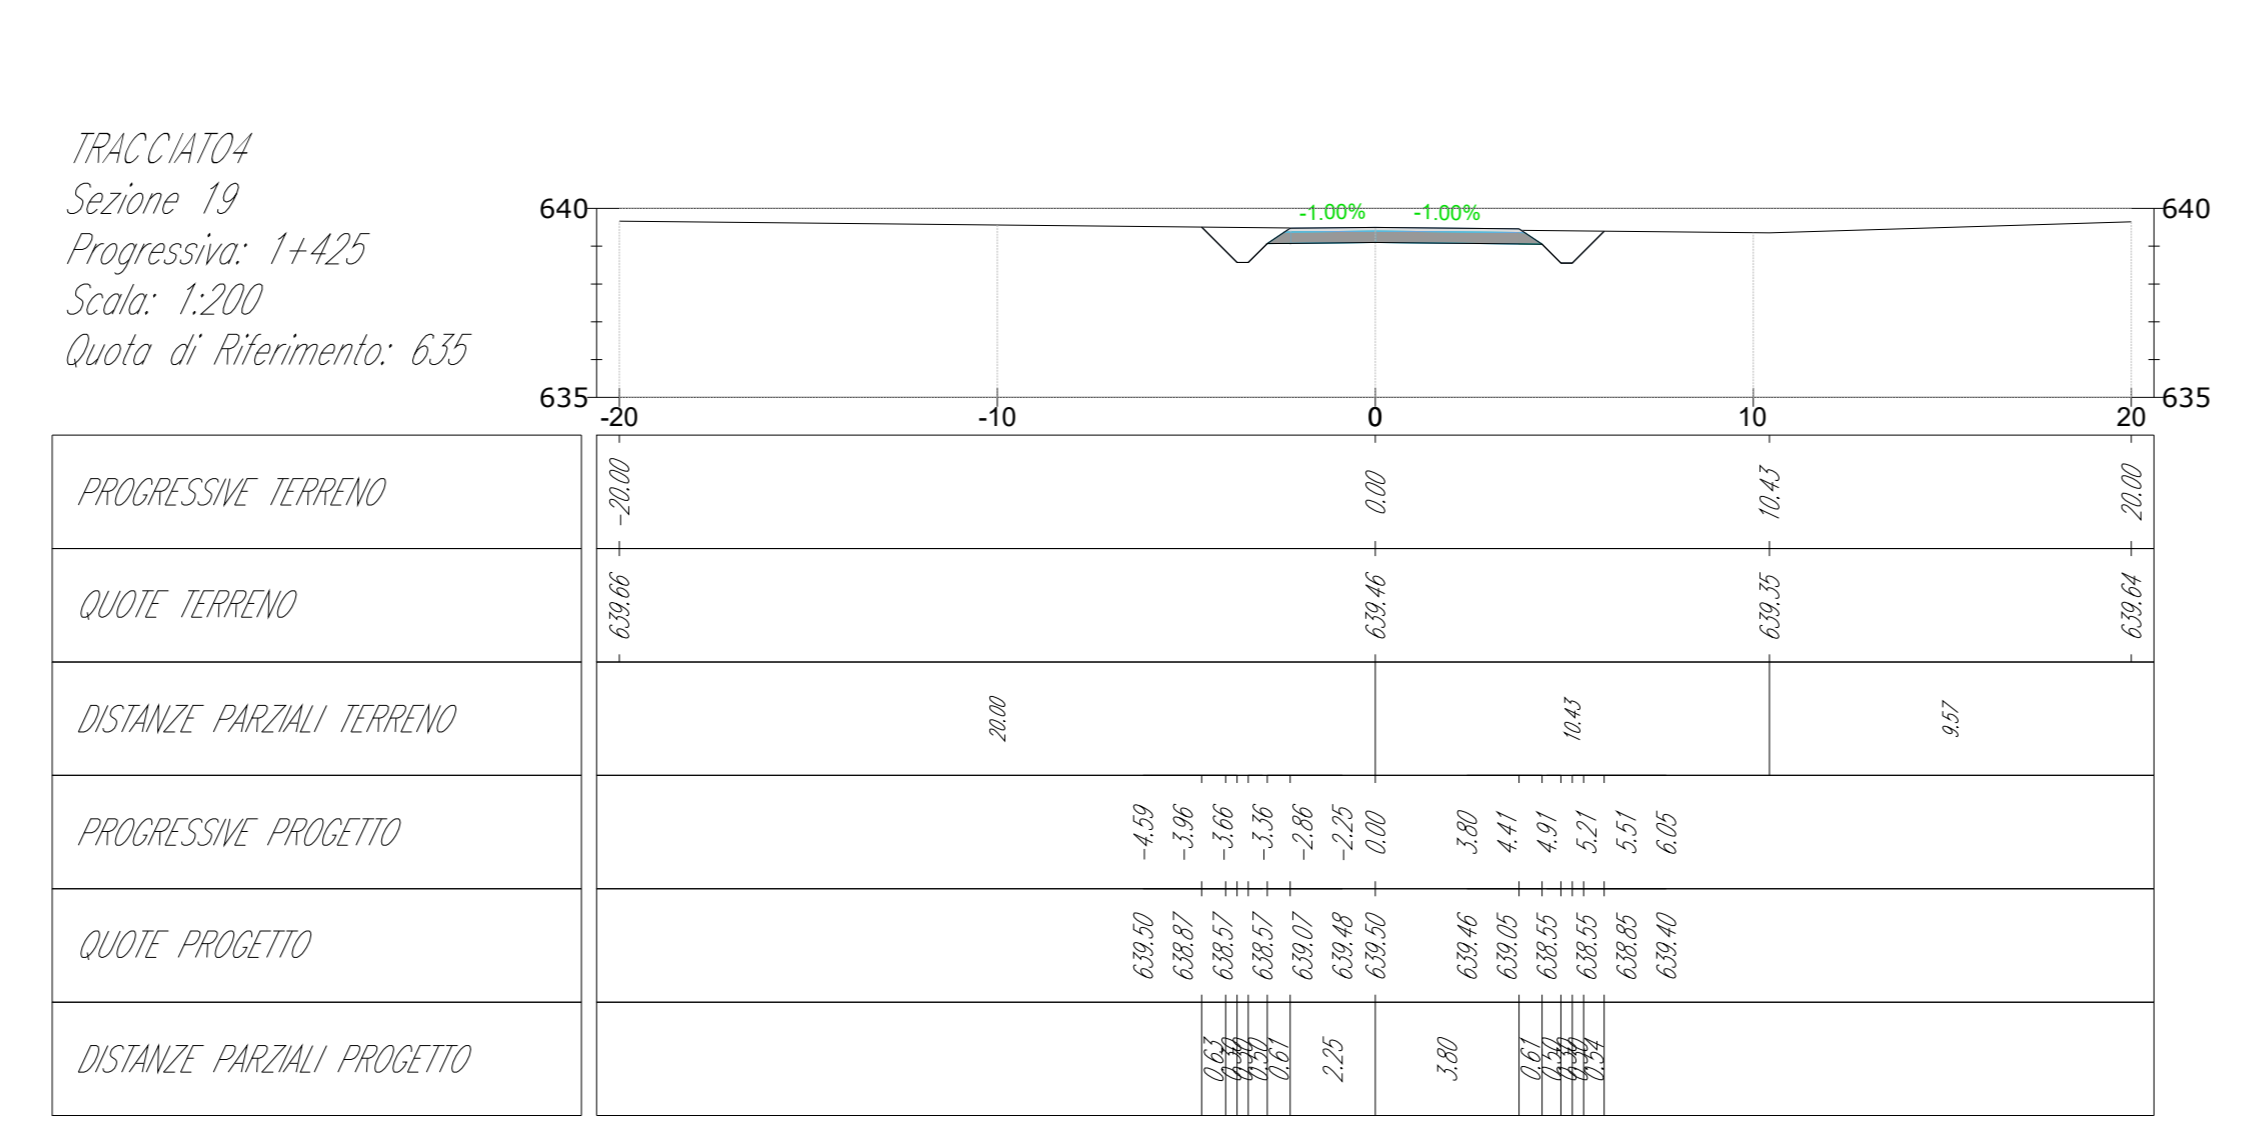 TRACCIATO4
Sezione 19
Progressiva: 1+425
Scala: 1:200
Quota di Riferimento: 635
640 -1.00% -1.00% 640
635 635
-20 -10 0 10 20
PROGRESSIVE TERRENO -20.00 0.00 10.43 20.00
QUOTE TERRENO 639.66 639.46 639.35 639.64
DISTANZE PARZIALI TERRENO 20.00 10.43 9.57
PROGRESSIVE PROGETTO -4.59 -3.96 -3.66 -3.36 -2.86 -2.25 0.00 3.80 4.41 4.91 5.21 5.51 6.05
QUOTE PROGETTO 639.50 638.87 638.57 638.57 639.07 639.48 639.50 639.46 639.05 638.55 638.55 638.85 639.40
DISTANZE PARZIALI PROGETTO 0.63 0.50 0.61 2.25 3.80 0.61 0.50 0.54